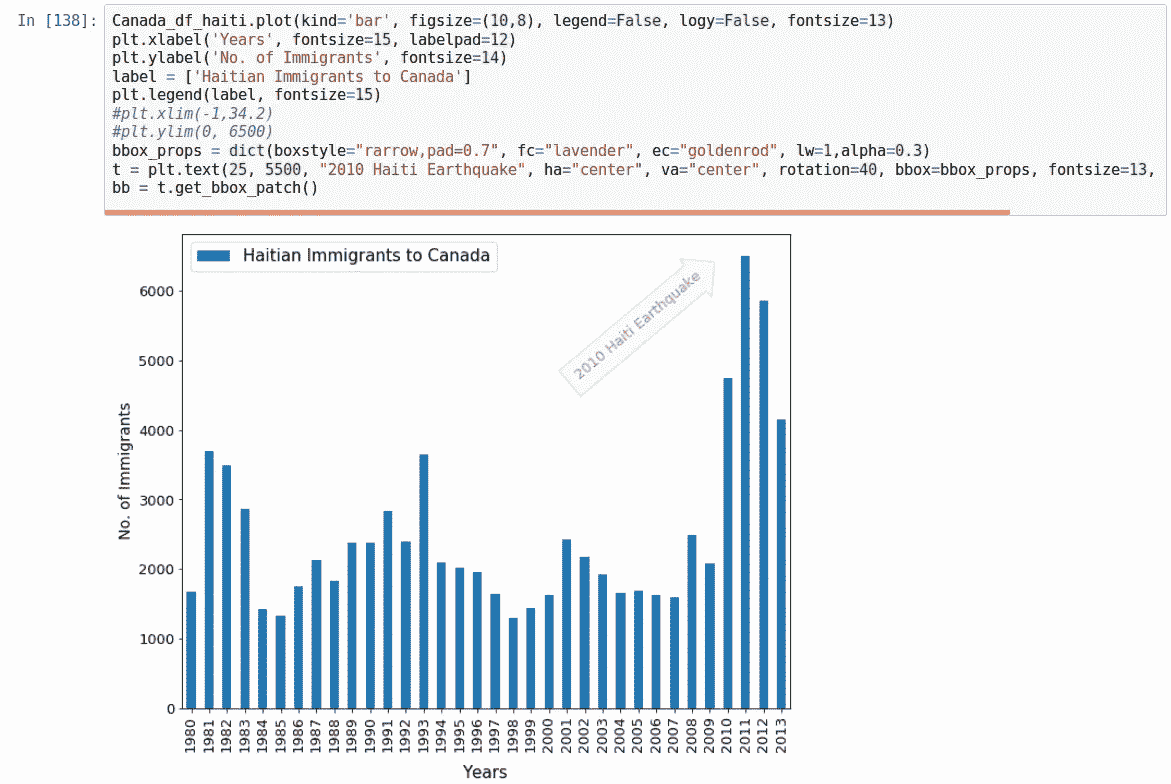 In [138]: Canada_df_haiti.plot(kind='bar', figsize=(10,8), legend=False, logy=False, fontsize=13)
plt.xlabel('Years', fontsize=15, labelpad=12)
plt.ylabel('No. of Immigrants', fontsize=14)
label = ['Haitian Immigrants to Canada']
plt.legend(label, fontsize=15)
#plt.xlim(-1,34.2)
#plt.ylim(0, 6500)
bbox_props = dict(boxstyle="rarrow,pad=0.7", fc="lavender", ec="goldenrod", lw=1,alpha=0.3)
t = plt.text(25, 5500, "2010 Haiti Earthquake", ha="center", va="center", rotation=40, bbox=bbox_props, fontsize=13,
bb = t.get_bbox_patch()
Haitian Immigrants to Canada
2010 Haiti Earthquake
No. of Immigrants
6000
5000
4000
3000
2000
1000
0
1980 1981 1982 1983 1984 1985 1986 1987 1988 1989 1990 1991 1992 1993 1994 1995 1996 1997 1998 1999 2000 2001 2002 2003 2004 2005 2006 2007 2008 2009 2010 2011 2012 2013
Years